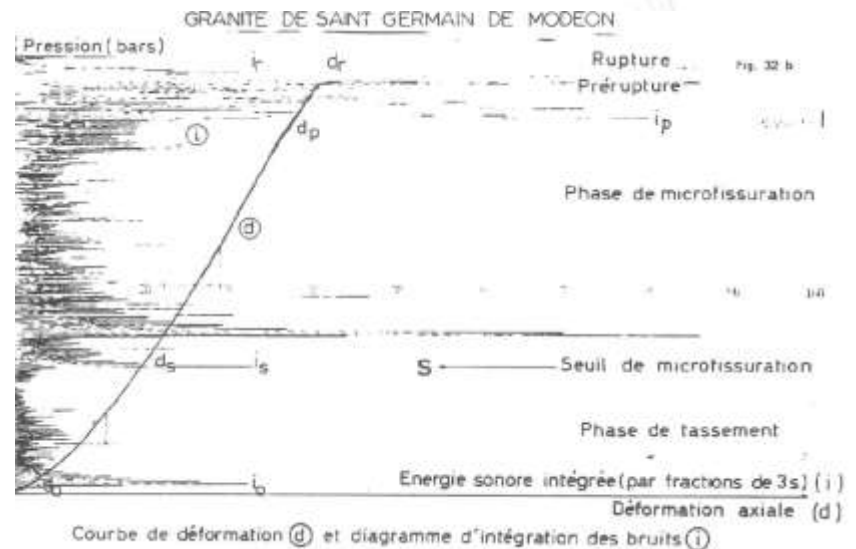 GRANITE DE SAINT GERMAIN DE MODEON
Pression (bars)
ir
dr
Rupture
Fig. 32 b
Prérupture
i
dp
ip
Phase de microfissuration
d
ds
is
S
Seuil de microfissuration
Phase de tassement
io
Energie sonore intégrée (par fractions de 3s) (i)
Déformation axiale (d)
Courbe de déformation d et diagramme d'intégration des bruits i